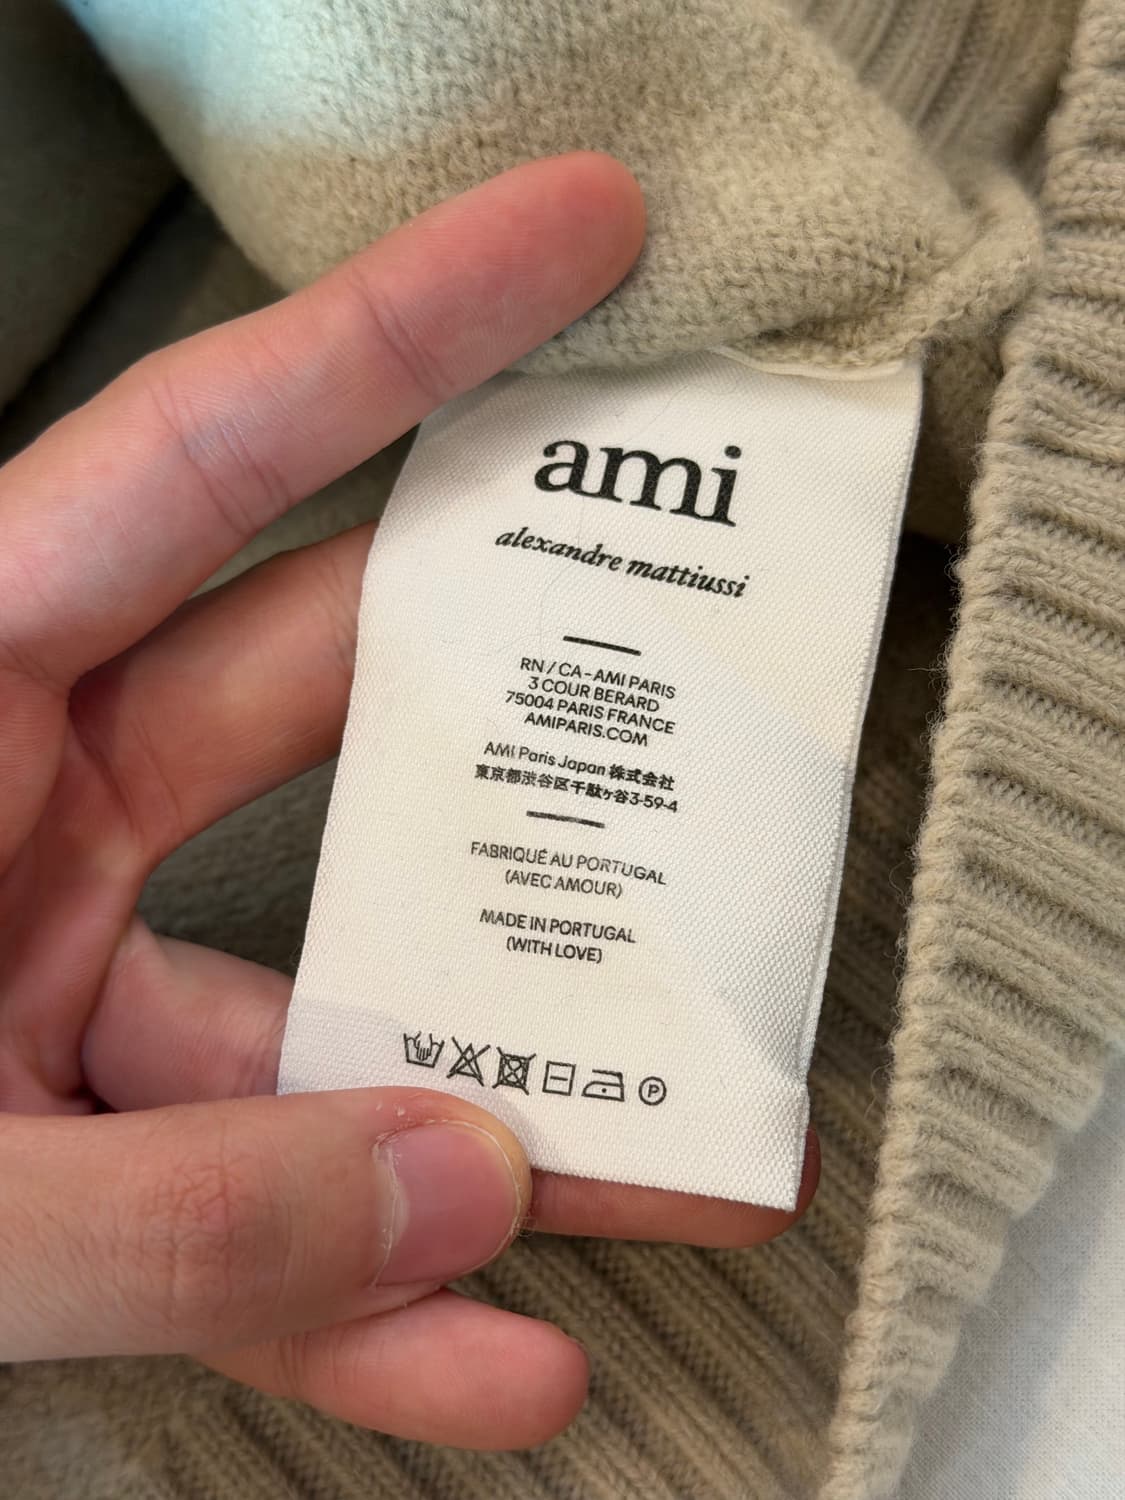 ami
alexandre mattiussi
RN / CA - AMI PARIS
3 COUR BERARD
75004 PARIS FRANCE
AMIPARIS.COM
AMI Paris Japan 株式会社
東京都渋谷区千駄ヶ谷3-59-4
FABRIQUÉ AU PORTUGAL
(AVEC AMOUR)
MADE IN PORTUGAL
(WITH LOVE)
P